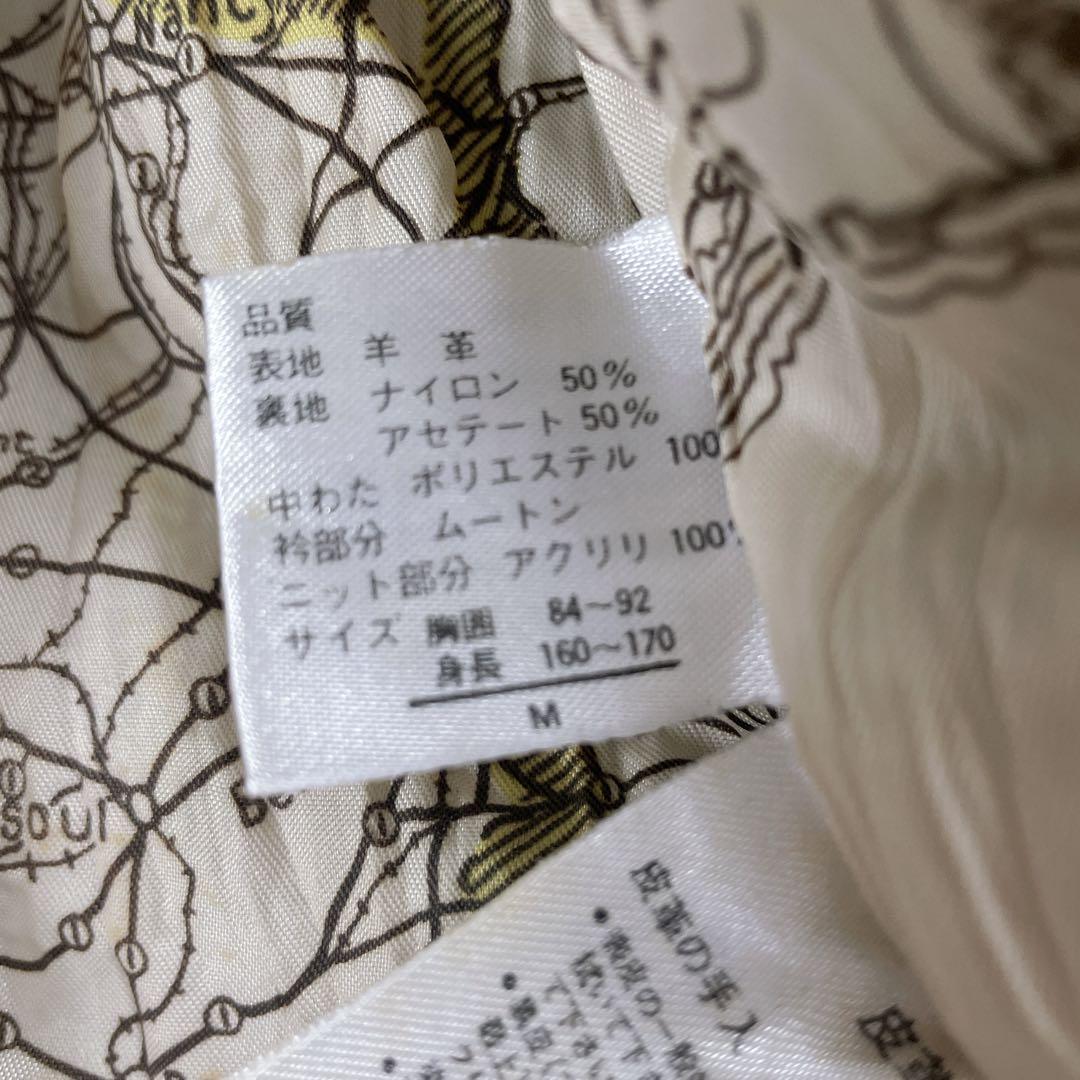 品質
表地 羊 革
裏地 ナイロン 50%
アセテート 50%
中わた ポリエステル 100
衿部分 ムートン
ニット部分 アクリリ 100%
サイズ 胸囲 84〜92
身長 160〜170
M
皮革の手入
Nancy
soul